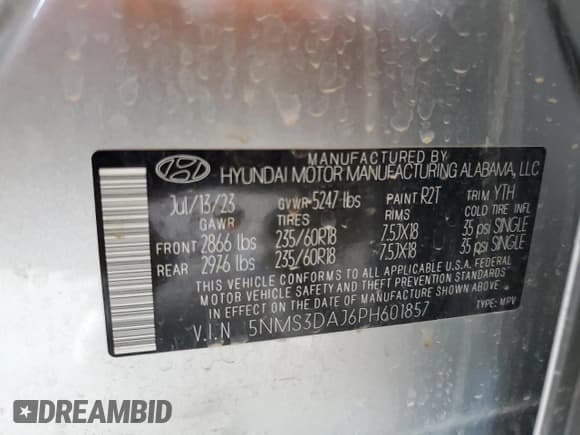 MANUFACTURED BY
HYUNDAI MOTOR MANUFACTURING ALABAMA, LLC
Jul/13/23 GVWR 5247 lbs PAINT R2T TRIM YTH
GAWR TIRES RIMS COLD TIRE INFL
FRONT 2866 lbs 235/60R18 7.5JX18 35 psi SINGLE
REAR 2976 lbs 235/60R18 7.5JX18 35 psi SINGLE
THIS VEHICLE CONFORMS TO ALL APPLICABLE U.S.A. FEDERAL
MOTOR VEHICLE SAFETY AND THEFT PREVENTION STANDARDS
IN EFFECT ON THE DATE OF MANUFACTURE SHOWN ABOVE.
V.I.N 5NMS3DAJ6PH601857 TYPE: MPV
DREAMBID